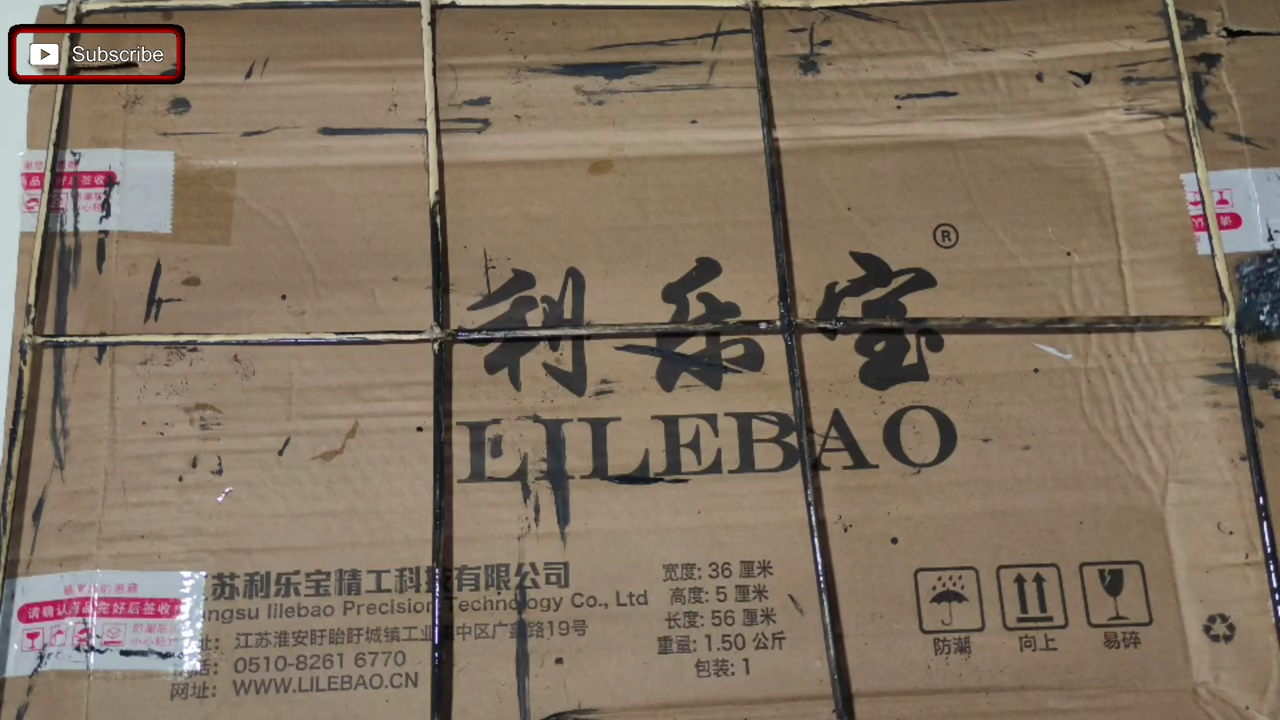 Subscribe
®
利乐宝
LILEBAO
请确认商品完好后签收
苏利乐宝精工科技有限公司
lilebao Precision Technology Co., Ltd
江苏淮安盱眙盱城镇工业 中区广 路19号
0510-8261 6770
网址: WWW.LILEBAO.CN
宽度: 36 厘米
高度: 5 厘米
长度: 56 厘米
重量: 1.50 公斤
包装: 1
防潮 向上 易碎